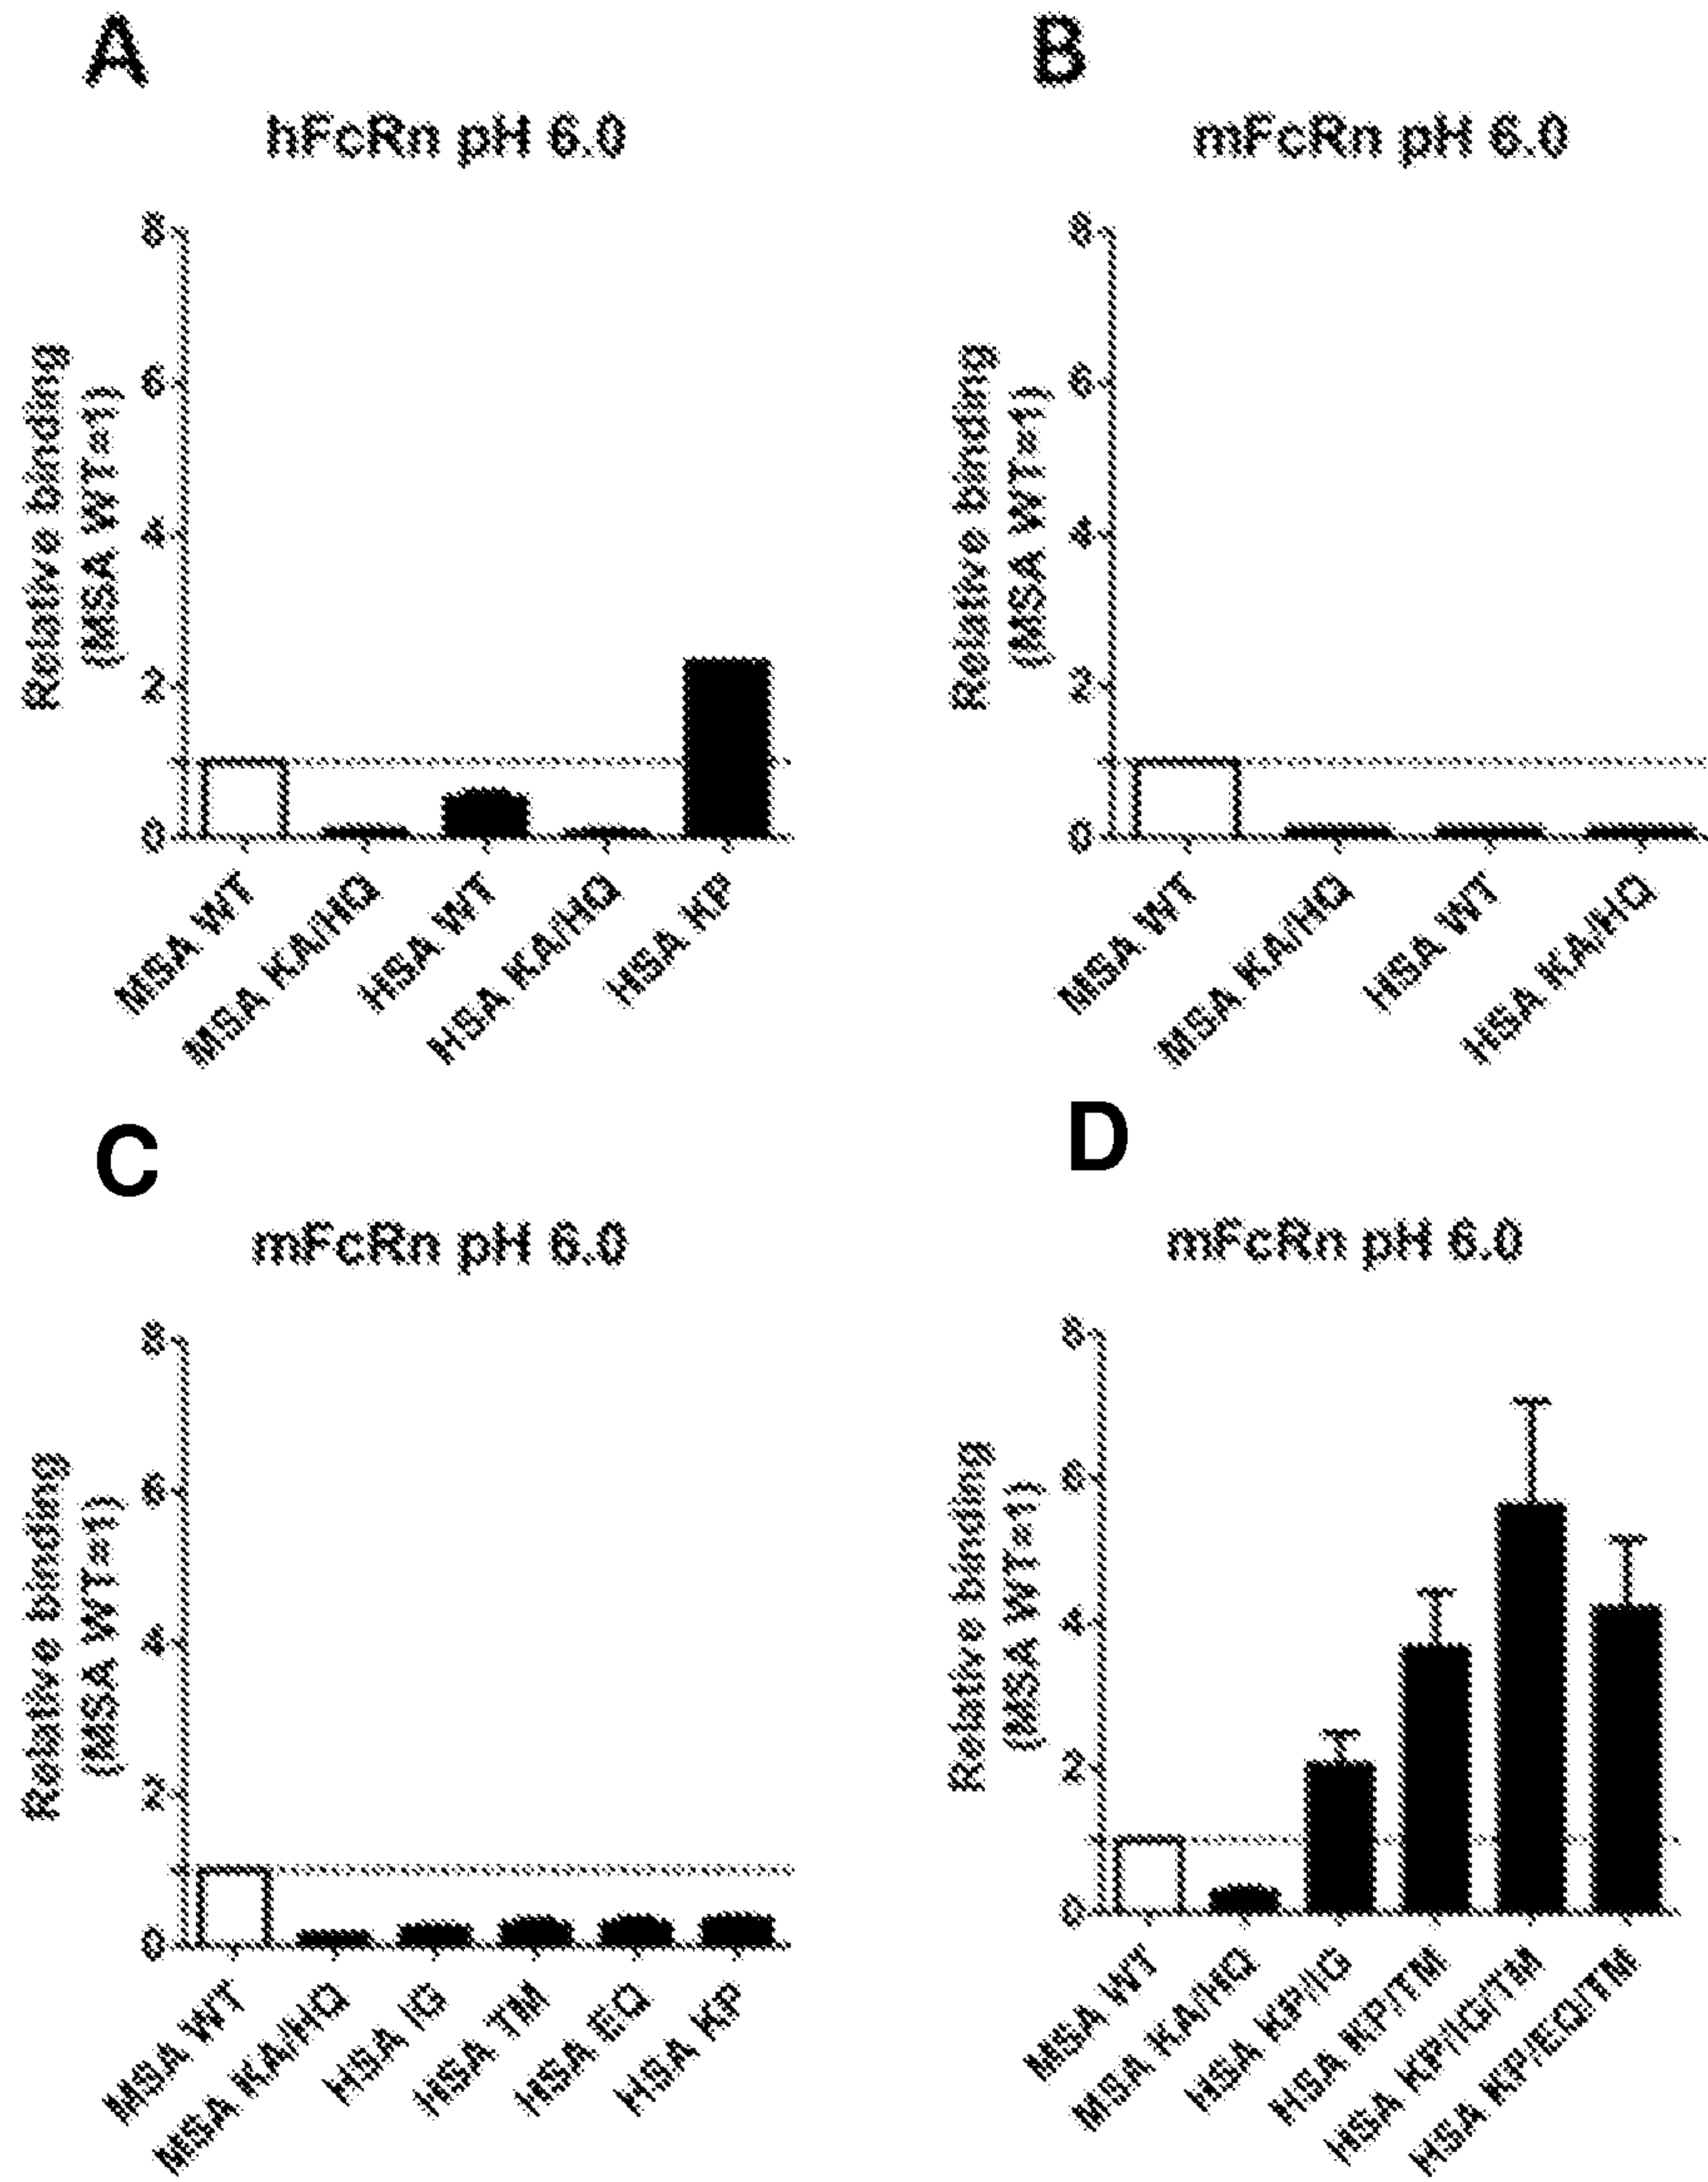 A
hFcRn pH 6.0
Relative binding
(MSA WT=1)
8
6
4
2
0
MSA WT
MSA KA/HQ
HSA WT
HSA KA/HQ
HSA KP
B
mFcRn pH 6.0
Relative binding
(MSA WT=1)
8
6
4
2
0
MSA WT
MSA KA/HQ
HSA WT
HSA KA/HQ
C
mFcRn pH 6.0
Relative binding
(MSA WT=1)
8
6
4
2
0
MSA WT
MSA KA/HQ
HSA IG
HSA TM
HSA EQ
HSA KP
D
mFcRn pH 6.0
Relative binding
(MSA WT=1)
8
6
4
2
0
MSA WT
MSA KA/HQ
HSA KP/IG
HSA KP/TM
HSA KP/IG/TM
HSA KP/EQ/TM